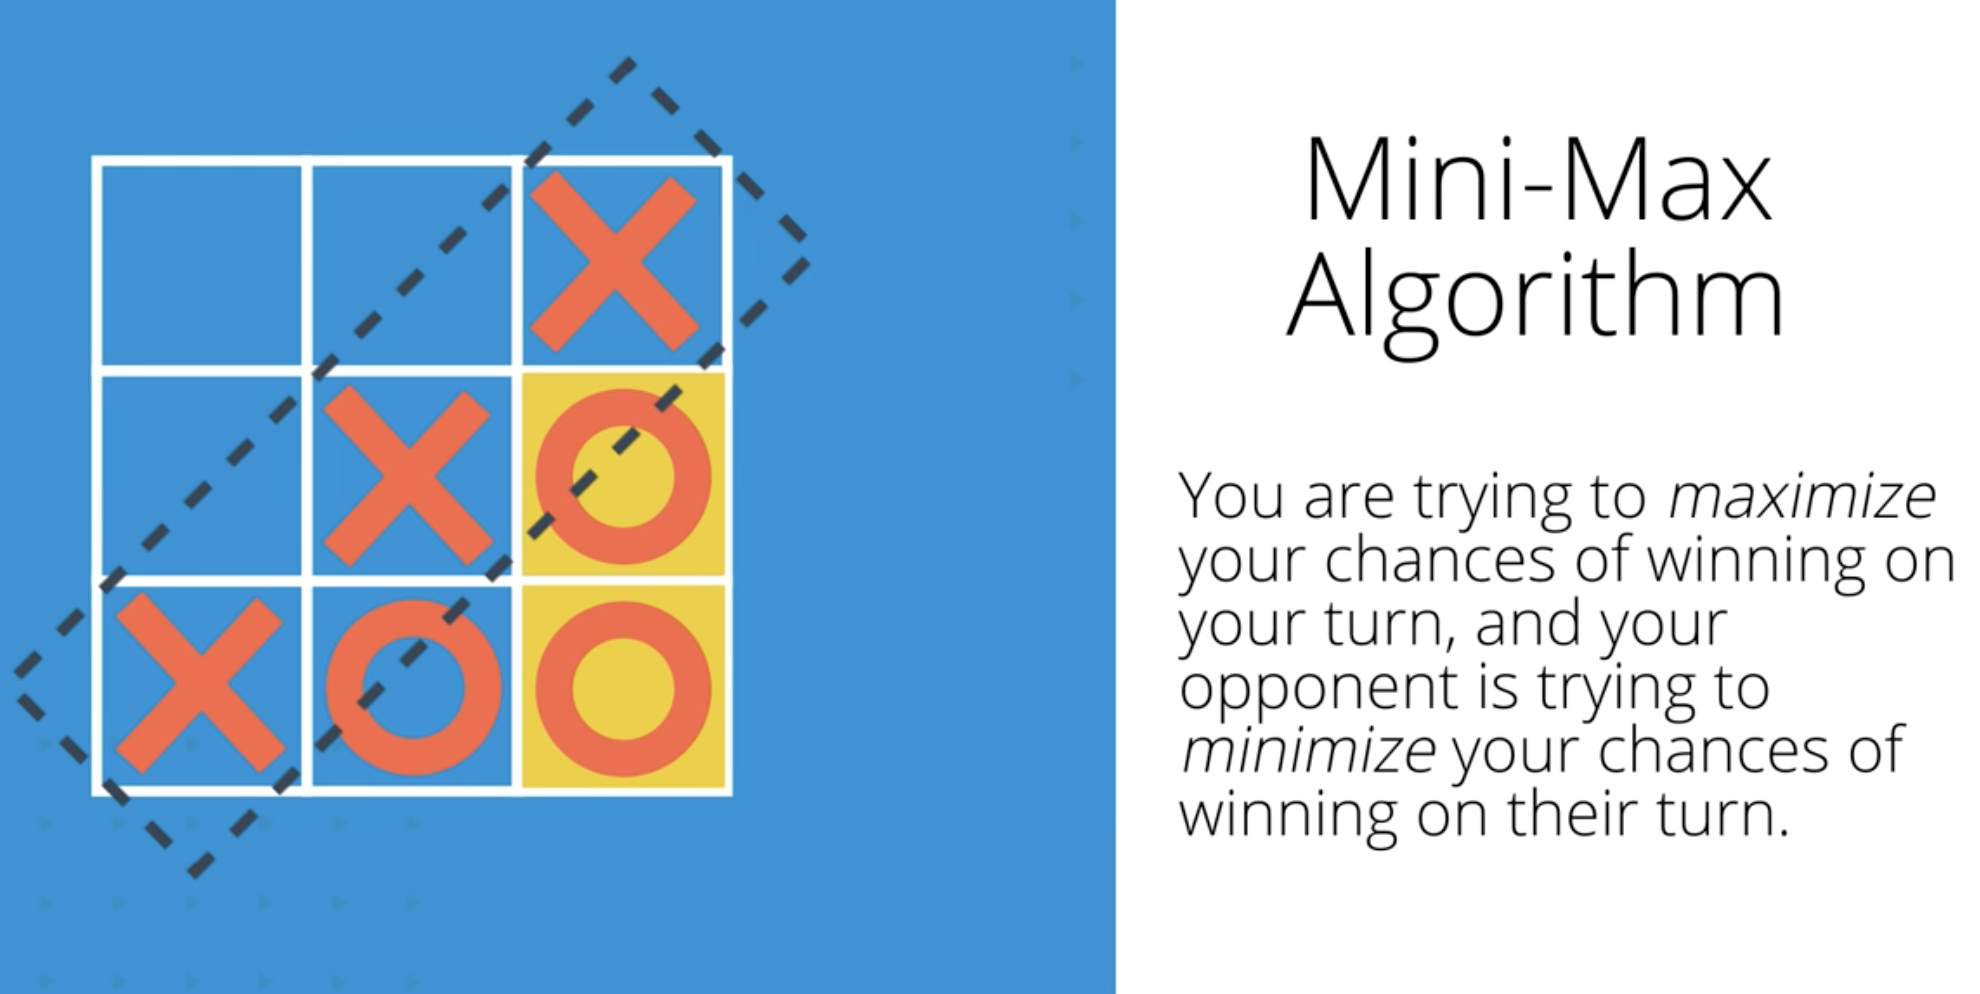 Mini-Max
Algorithm
You are trying to maximize
your chances of winning on
your turn, and your
opponent is trying to
minimize your chances of
winning on their turn.